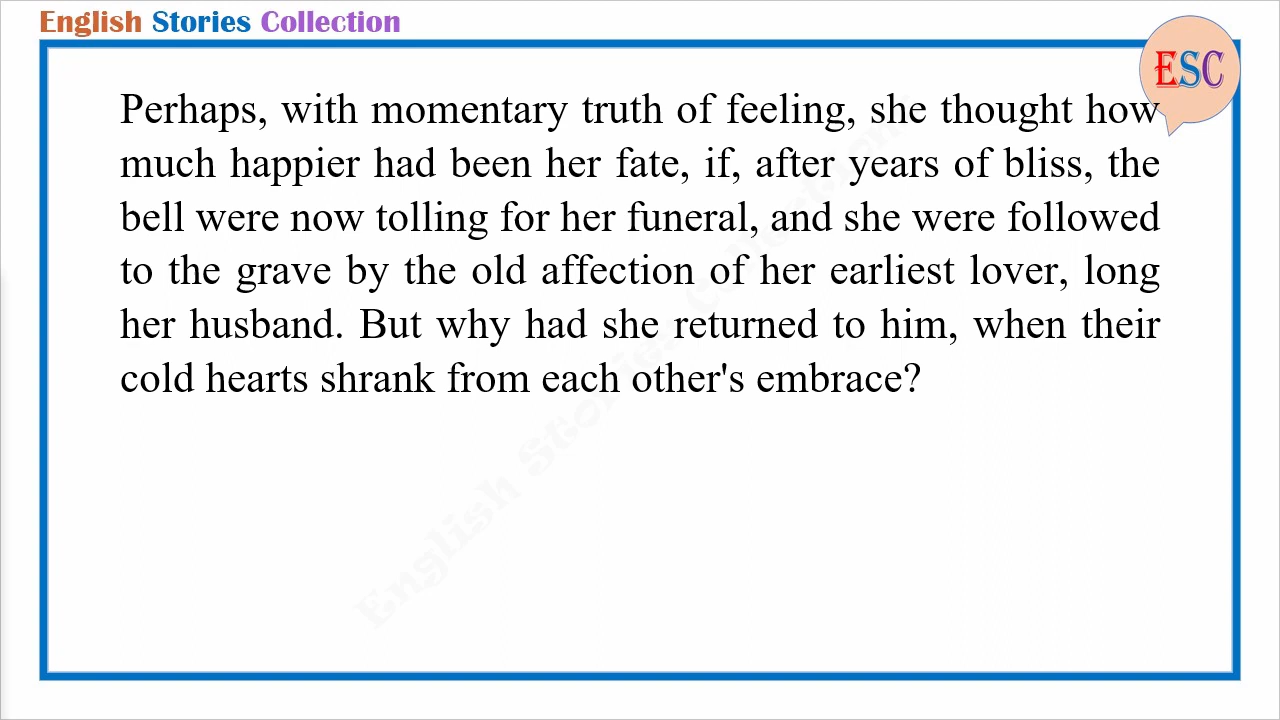 English Stories Collection
ESC
Perhaps, with momentary truth of feeling, she thought how
much happier had been her fate, if, after years of bliss, the
bell were now tolling for her funeral, and she were followed
to the grave by the old affection of her earliest lover, long
her husband. But why had she returned to him, when their
cold hearts shrank from each other's embrace?
English Stories Collection